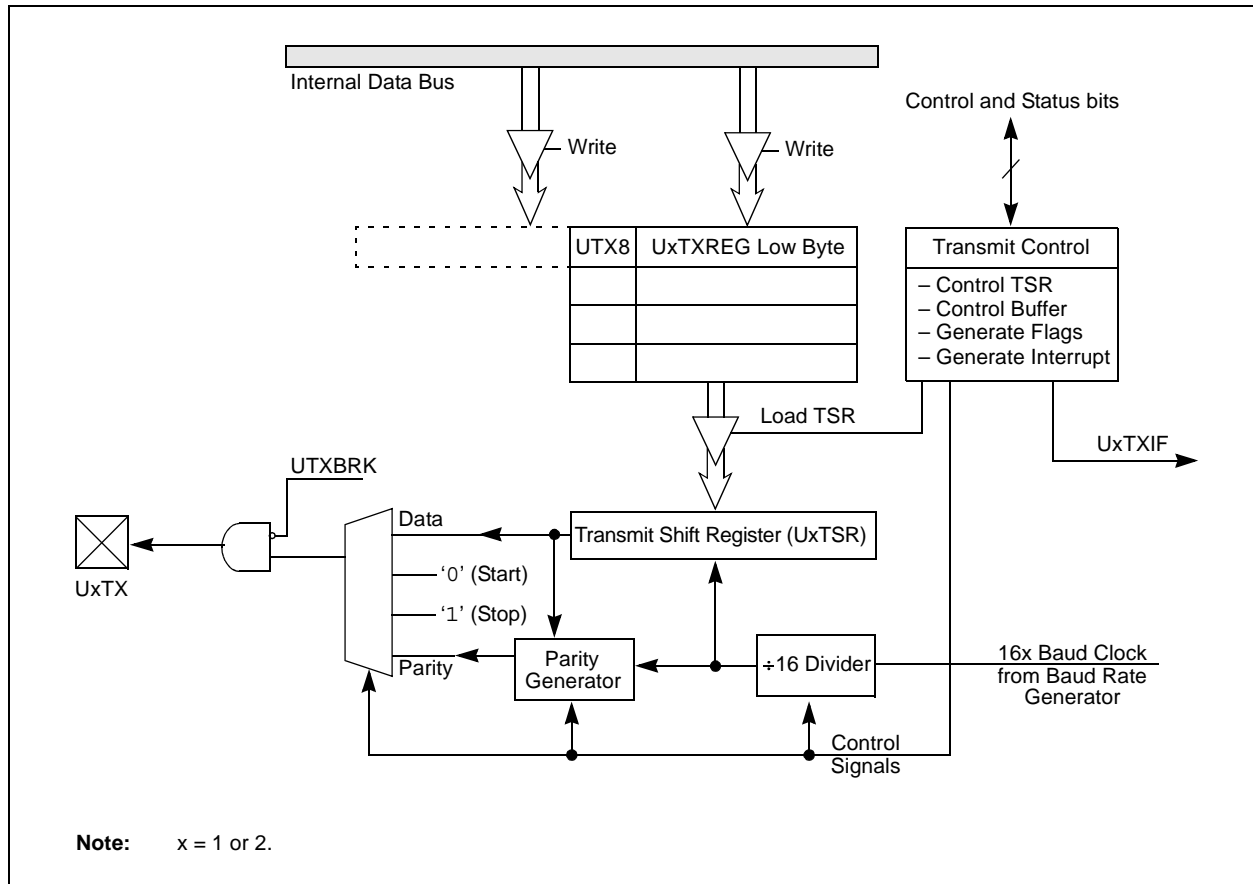 Internal Data Bus
Control and Status bits
Write
Write
UTX8
UxTXREG Low Byte
Transmit Control
– Control TSR
– Control Buffer
– Generate Flags
– Generate Interrupt
Load TSR
UxTXIF
UTXBRK
Data
Transmit Shift Register (UxTSR)
UxTX
‘0’ (Start)
‘1’ (Stop)
Parity
Parity
Generator
÷16 Divider
16x Baud Clock
from Baud Rate
Generator
Control
Signals
Note: x = 1 or 2.